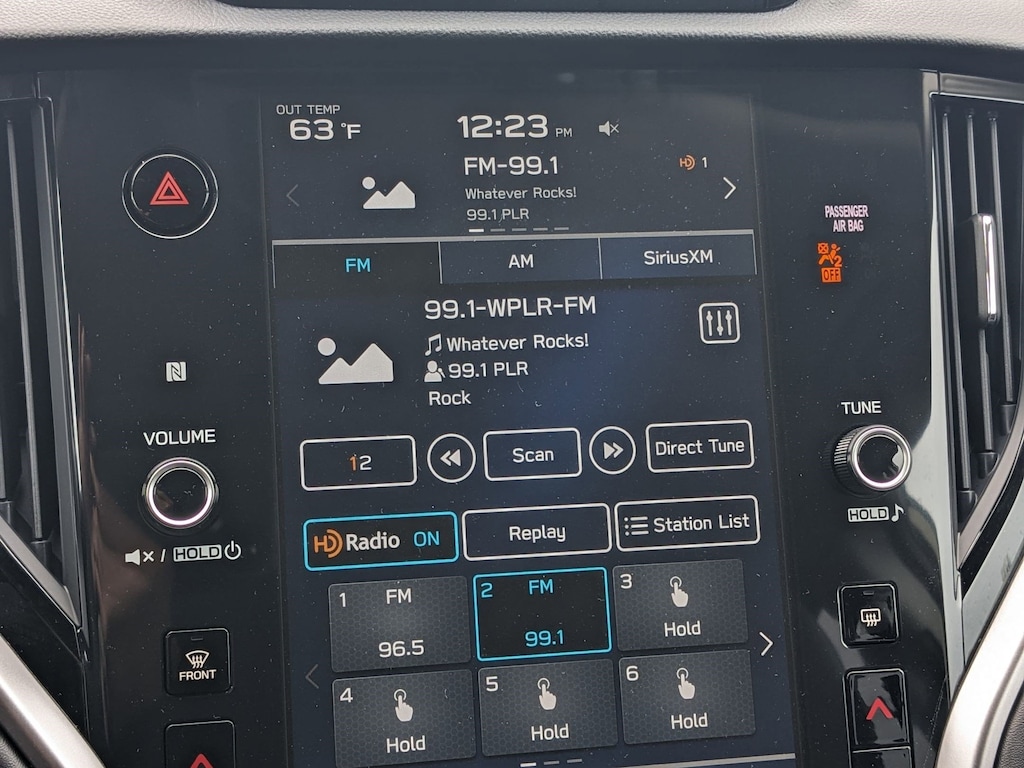 OUT TEMP
63°F
12:23 PM
FM-99.1
HD 1
Whatever Rocks!
99.1 PLR
PASSENGER
AIR BAG
2
OFF
FM AM SiriusXM
99.1-WPLR-FM
Whatever Rocks!
99.1 PLR
Rock
N
VOLUME
TUNE
12 Scan Direct Tune
HOLD
/ HOLD
HD Radio ON Replay Station List
1 FM
96.5
2 FM
99.1
3
Hold
FRONT
4
Hold
5
Hold
6
Hold